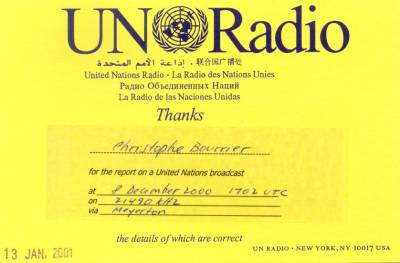 UN Radio
إذاعة الأمم المتحدة . 联合国广播处
United Nations Radio · La Radio des Nations Unies
Радио Объединенных Наций
La Radio de las Naciones Unidas
Thanks
Christophe Bourrier
for the report on a United Nations broadcast
at 8 December 2000 1702 UTC
on 21490 kHz
via Meyerton
the details of which are correct
13 JAN. 2001
UN RADIO · NEW YORK, NY 10017 USA